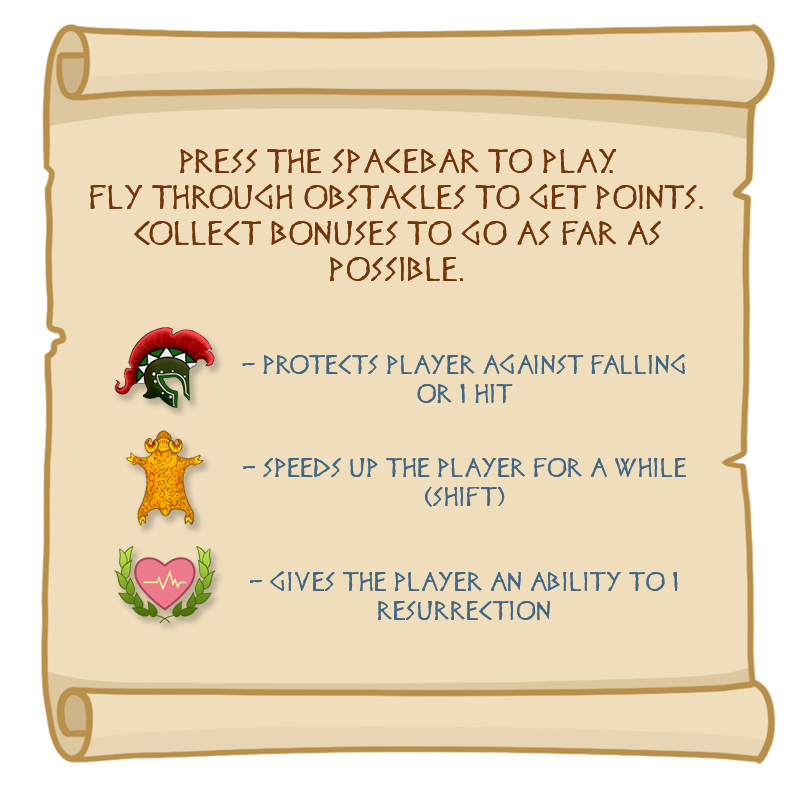 PRESS THE SPACEBAR TO PLAY.
FLY THROUGH OBSTACLES TO GET POINTS.
COLLECT BONUSES TO GO AS FAR AS
POSSIBLE.
– PROTECTS PLAYER AGAINST FALLING
OR 1 HIT
– SPEEDS UP THE PLAYER FOR A WHILE
(SHIFT)
– GIVES THE PLAYER AN ABILITY TO 1
RESURRECTION